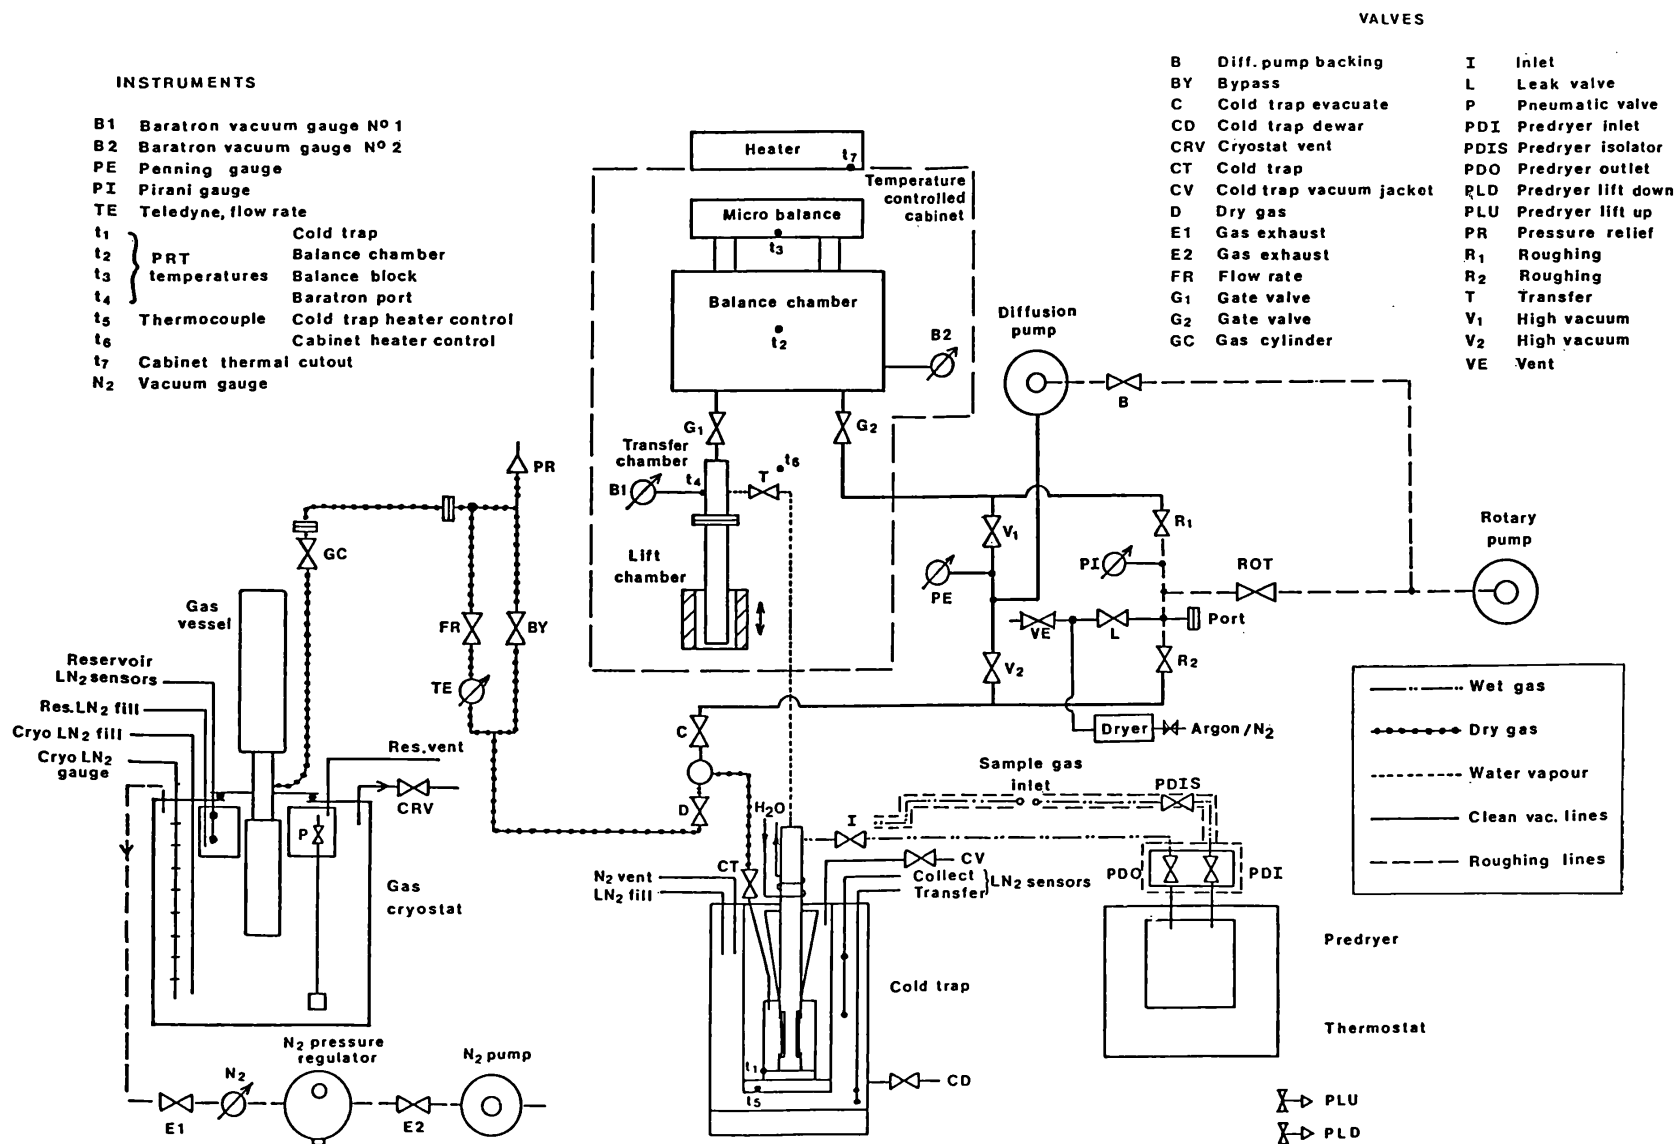 VALVES
B Diff. pump backing
BY Bypass
C Cold trap evacuate
CD Cold trap dewar
CRV Cryostat vent
CT Cold trap
CV Cold trap vacuum jacket
D Dry gas
E1 Gas exhaust
E2 Gas exhaust
FR Flow rate
G1 Gate valve
G2 Gate valve
GC Gas cylinder
I Inlet
L Leak valve
P Pneumatic valve
PDI Predryer inlet
PDIS Predryer isolator
PDO Predryer outlet
PLD Predryer lift down
PLU Predryer lift up
PR Pressure relief
R1 Roughing
R2 Roughing
T Transfer
V1 High vacuum
V2 High vacuum
VE Vent
INSTRUMENTS
B1 Baratron vacuum gauge Nº 1
B2 Baratron vacuum gauge Nº 2
PE Penning gauge
PI Pirani gauge
TE Teledyne, flow rate
t1 Cold trap
t2 PRT Balance chamber
t3 temperatures Balance block
t4 Baratron port
t5 Thermocouple Cold trap heater control
t6 Cabinet heater control
t7 Cabinet thermal cutout
N2 Vacuum gauge
Heater
t7
Temperature
controlled
cabinet
Micro balance
t3
Balance chamber
t2
B2
Diffusion
pump
B
G1
G2
Transfer
chamber
t6
t4
T
B1
PR
GC
Lift
chamber
V1
R1
Rotary
pump
PI
ROT
PE
Gas
vessel
FR
BY
VE
L
Port
Reservoir
LN2 sensors
TE
V2
R2
Wet gas
Dry gas
Water vapour
Clean vac. lines
Roughing lines
Res. LN2 fill
Cryo LN2 fill
Cryo LN2
gauge
Res. vent
C
Dryer
Argon/N2
CRV
Sample gas
inlet
PDIS
P
D
H2O
I
CT
CV
PDO
PDI
N2 vent
LN2 fill
Collect
Transfer
LN2 sensors
Gas
cryostat
Predryer
Cold trap
Thermostat
N2 pressure
regulator
N2 pump
N2
t1
t5
CD
E1
E2
PLU
PLD